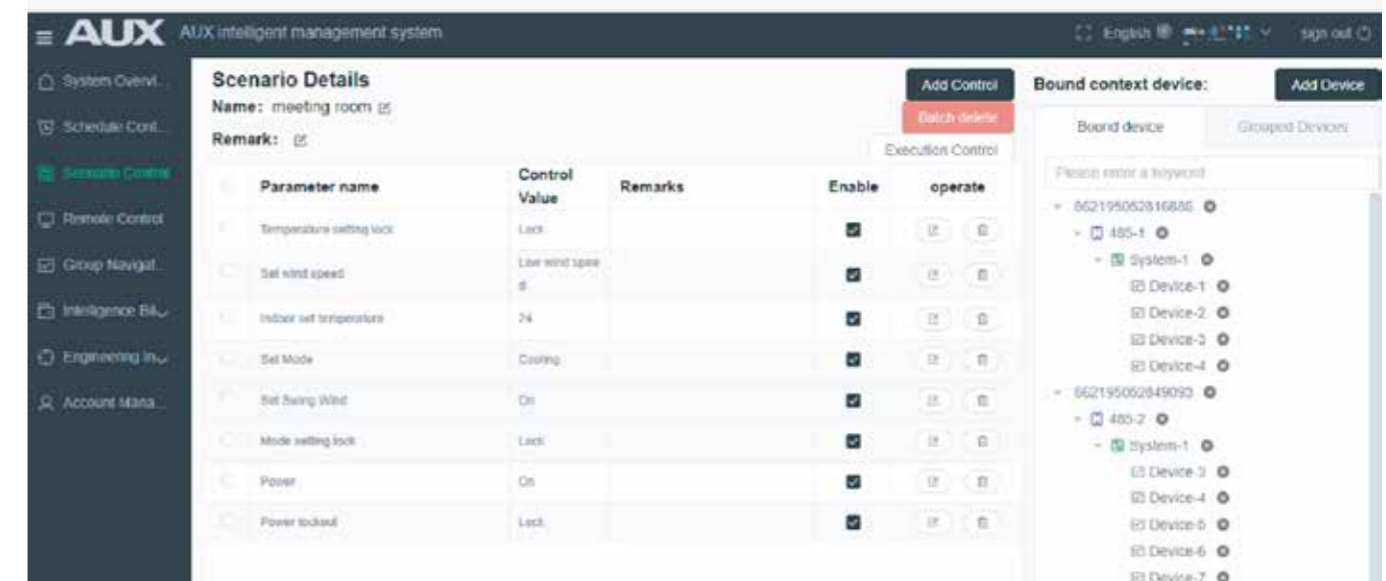 AUX AUX intelligent management system English sign out
System Overvi...
Schedule Cont...
Scenario Control
Remote Control
Group Navigat...
Intelligence Bil...
Engineering In...
Account Mana...
Scenario Details
Name: meeting room
Remark:
Add Control
Batch delete
Execution Control
Parameter name Control Value Remarks Enable operate
Temperature setting lock Lock
Set wind speed Low wind speed
Indoor set temperature 24
Set Mode Cooling
Set Swing Wind On
Mode setting lock Lock
Power On
Power lockout Lock
Bound context device: Add Device
Bound device Grouped Devices
Please enter a keyword
862195062816886
485-1
System-1
Device-1
Device-2
Device-3
Device-4
862195062849093
485-2
System-1
Device-3
Device-4
Device-5
Device-6
Device-7